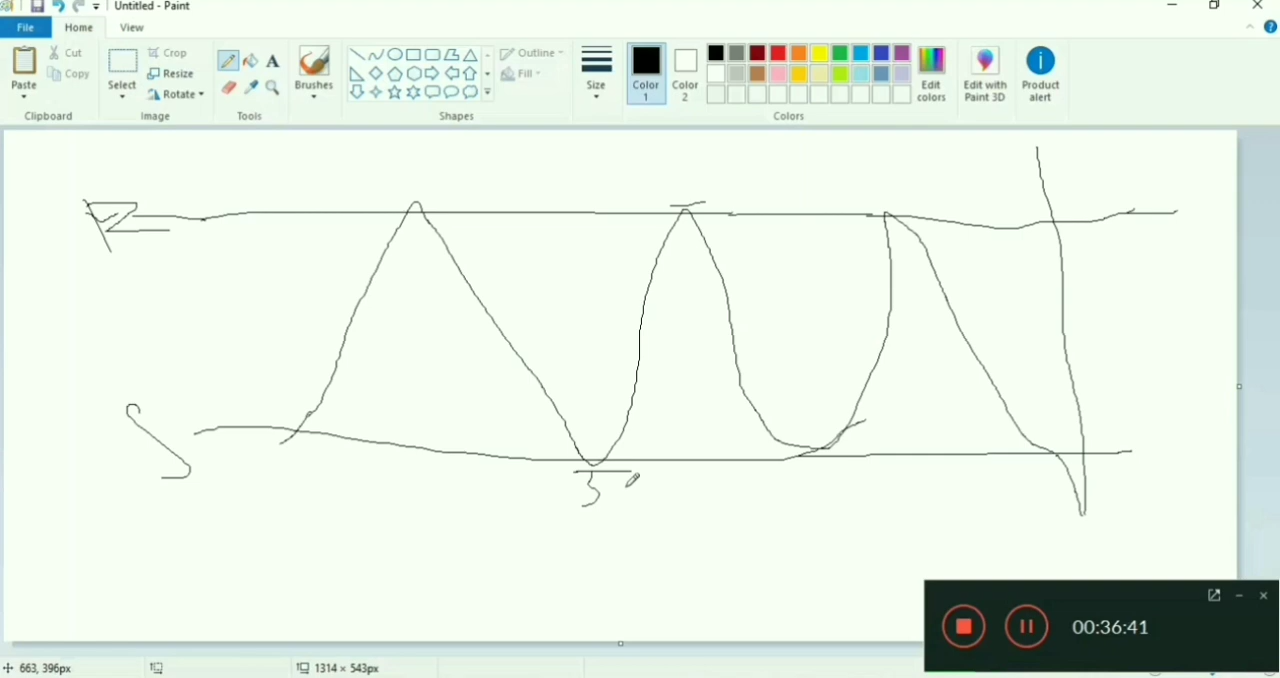 Untitled - Paint
File Home View
Paste
Cut
Copy
Clipboard
Select
Crop
Resize
Rotate
Image
A
Tools
Brushes
Shapes
Outline
Fill
Size
Color 1
Color 2
Colors
Edit colors
Edit with Paint 3D
Product alert
R
S
3
00:36:41
663, 396px
1314 × 543px